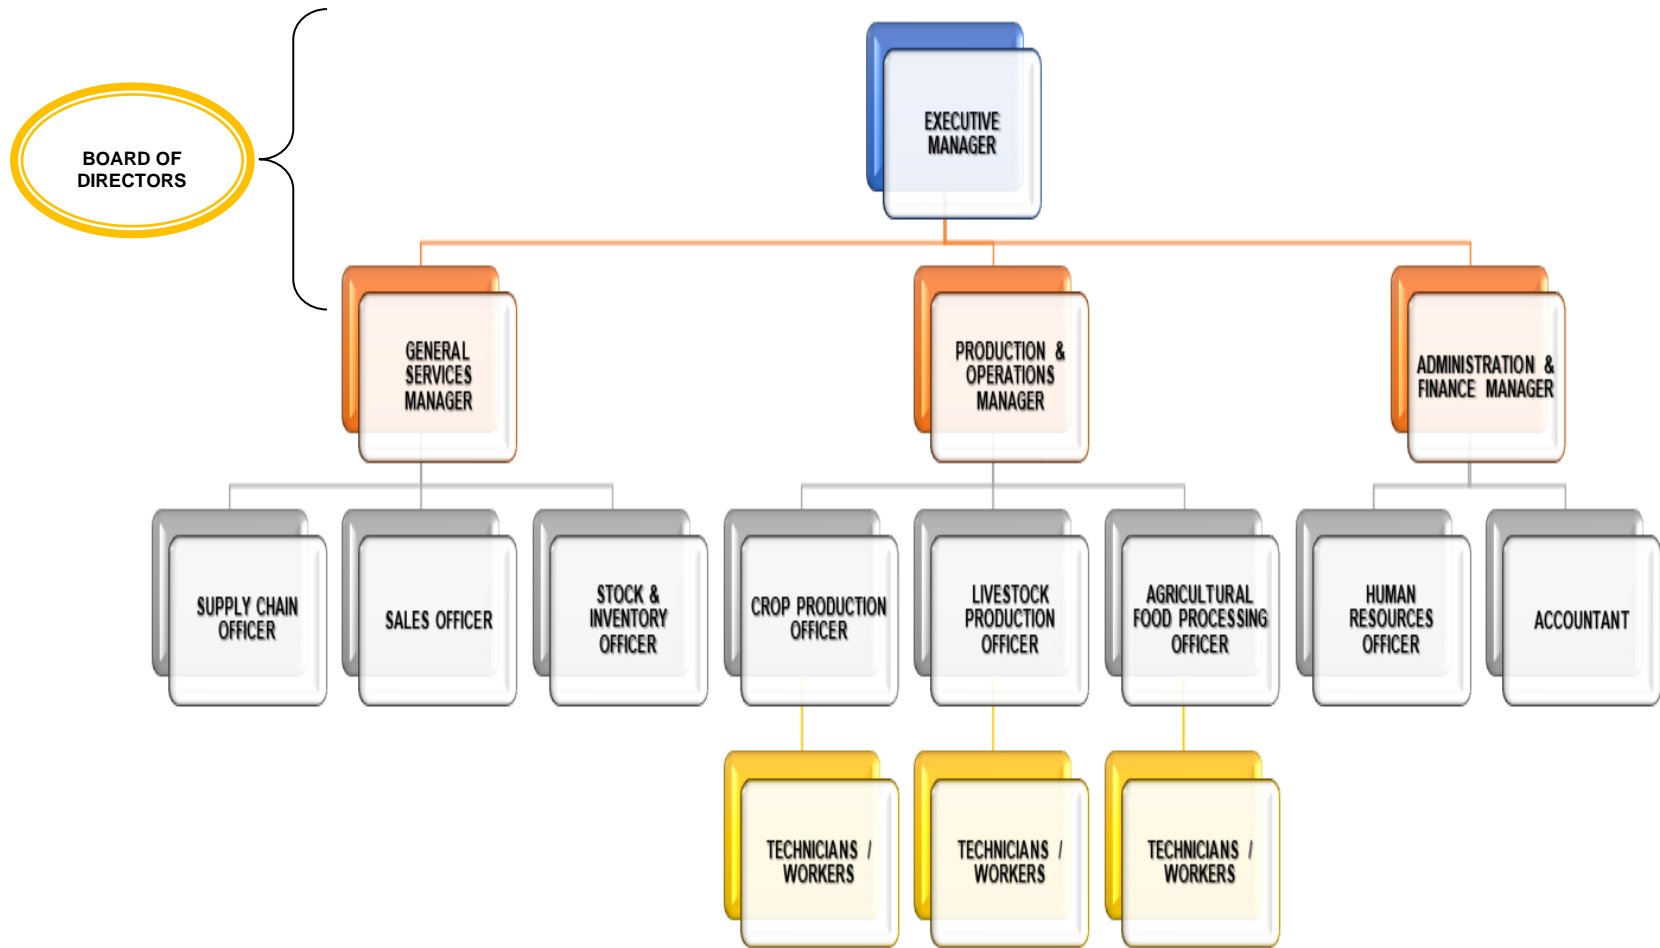 BOARD OF
DIRECTORS
EXECUTIVE
MANAGER
GENERAL
SERVICES
MANAGER
PRODUCTION &
OPERATIONS
MANAGER
ADMINISTRATION &
FINANCE MANAGER
SUPPLY CHAIN
OFFICER
SALES OFFICER
STOCK &
INVENTORY
OFFICER
CROP PRODUCTION
OFFICER
LIVESTOCK
PRODUCTION
OFFICER
AGRICULTURAL
FOOD PROCESSING
OFFICER
HUMAN
RESOURCES
OFFICER
ACCOUNTANT
TECHNICIANS /
WORKERS
TECHNICIANS /
WORKERS
TECHNICIANS /
WORKERS